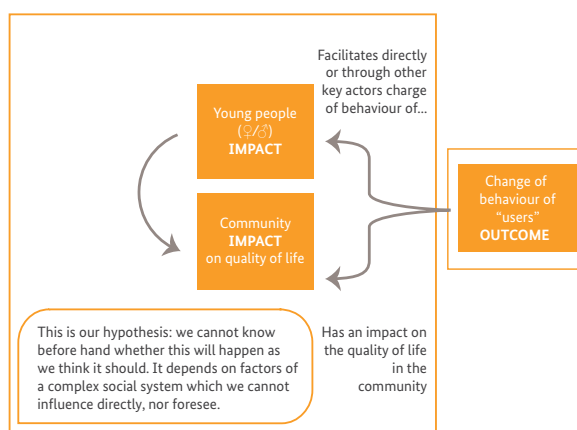 Facilitates directly
or through other
key actors charge
of behaviour of...
Young people
(♀/♂)
IMPACT
Change of
behaviour of
“users”
OUTCOME
Community
IMPACT
on quality of life
This is our hypothesis: we cannot know
before hand whether this will happen as
we think it should. It depends on factors of
a complex social system which we cannot
influence directly, nor foresee.
Has an impact on
the quality of life
in the
community